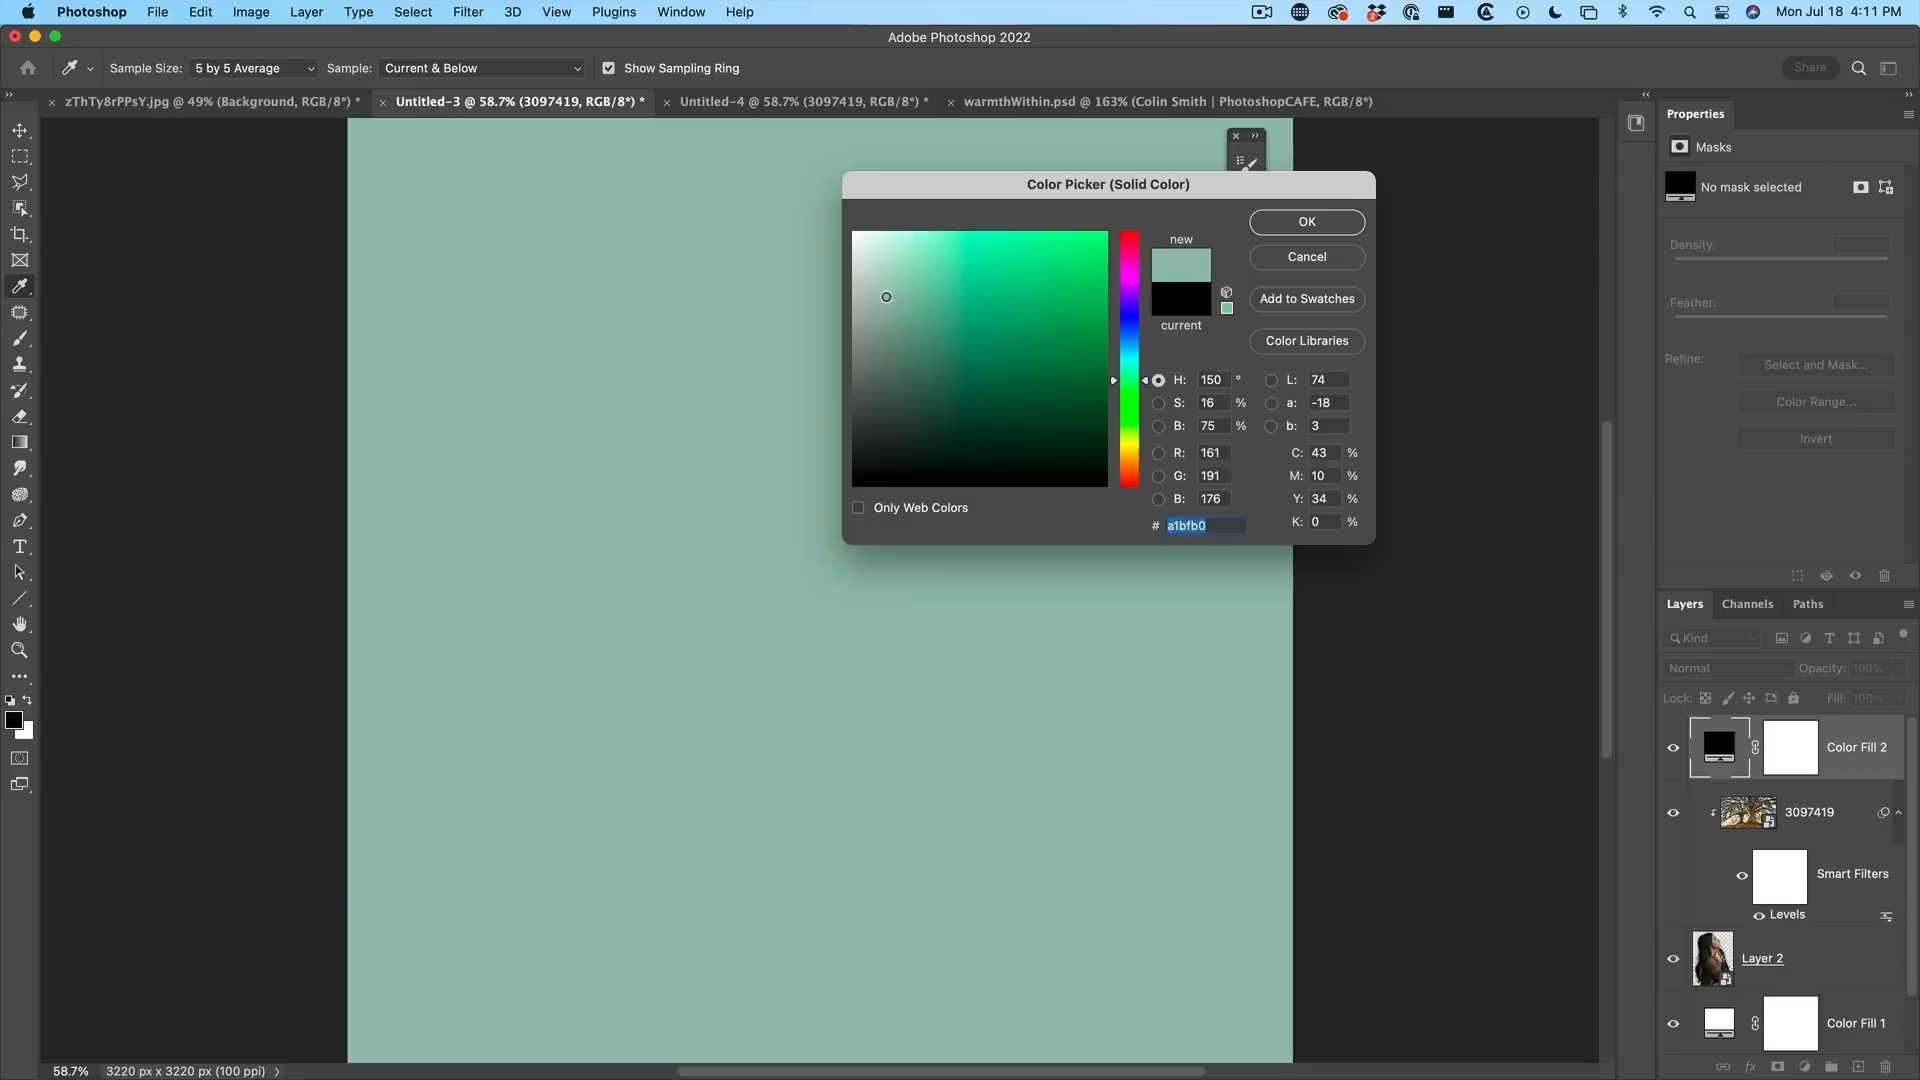 Photoshop File Edit Image Layer Type Select Filter 3D View Plugins Window Help Mon Jul 18 4:11 PM
Adobe Photoshop 2022
Sample Size: 5 by 5 Average Sample: Current & Below Show Sampling Ring Share
zThTy8rPPsY.jpg @ 49% (Background, RGB/8*) * Untitled-3 @ 58.7% (3097419, RGB/8*) * Untitled-4 @ 58.7% (3097419, RGB/8*) * warmthWithin.psd @ 163% (Colin Smith | PhotoshopCAFE, RGB/8*)
Color Picker (Solid Color)
new
current
OK
Cancel
Add to Swatches
Color Libraries
H: 150 ° L: 74
S: 16 % a: -18
B: 75 % b: 3
R: 161 C: 43 %
G: 191 M: 10 %
B: 176 Y: 34 %
# a1bfb0 K: 0 %
Only Web Colors
Properties
Masks
No mask selected
Density:
Feather:
Refine: Select and Mask...
Color Range...
Invert
Layers Channels Paths
Kind
Normal Opacity: 100%
Lock: Fill: 100%
Color Fill 2
3097419
Smart Filters
Levels
Layer 2
Color Fill 1
58.7% 3220 px x 3220 px (100 ppi)